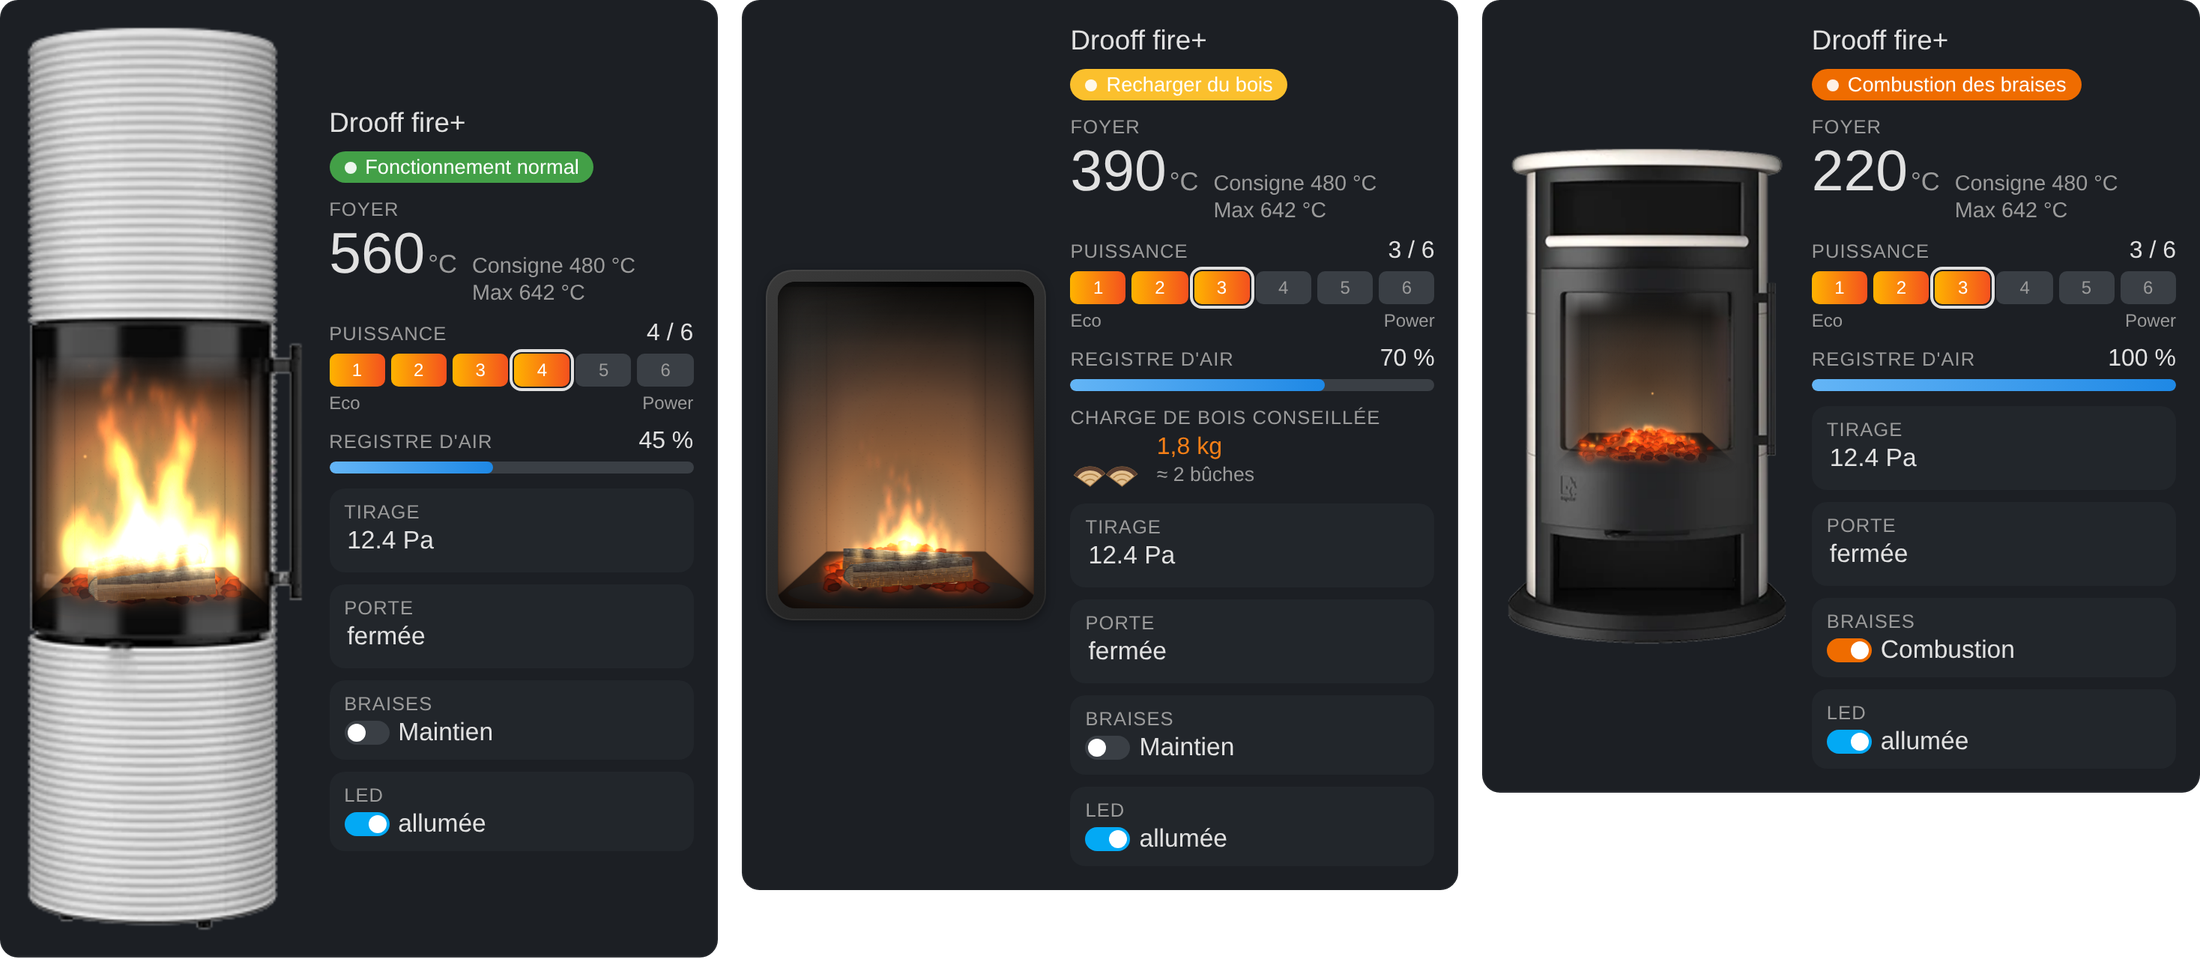 Drooff fire+
Fonctionnement normal
FOYER
560 °C Consigne 480 °C
Max 642 °C
PUISSANCE 4 / 6
1 2 3 4 5 6
Eco Power
REGISTRE D'AIR 45 %
TIRAGE
12.4 Pa
PORTE
fermée
BRAISES
Maintien
LED
allumée
Drooff fire+
Recharger du bois
FOYER
390 °C Consigne 480 °C
Max 642 °C
PUISSANCE 3 / 6
1 2 3 4 5 6
Eco Power
REGISTRE D'AIR 70 %
CHARGE DE BOIS CONSEILLÉE
1,8 kg
≈ 2 bûches
TIRAGE
12.4 Pa
PORTE
fermée
BRAISES
Maintien
LED
allumée
Drooff fire+
Combustion des braises
FOYER
220 °C Consigne 480 °C
Max 642 °C
PUISSANCE 3 / 6
1 2 3 4 5 6
Eco Power
REGISTRE D'AIR 100 %
TIRAGE
12.4 Pa
PORTE
fermée
BRAISES
Combustion
LED
allumée